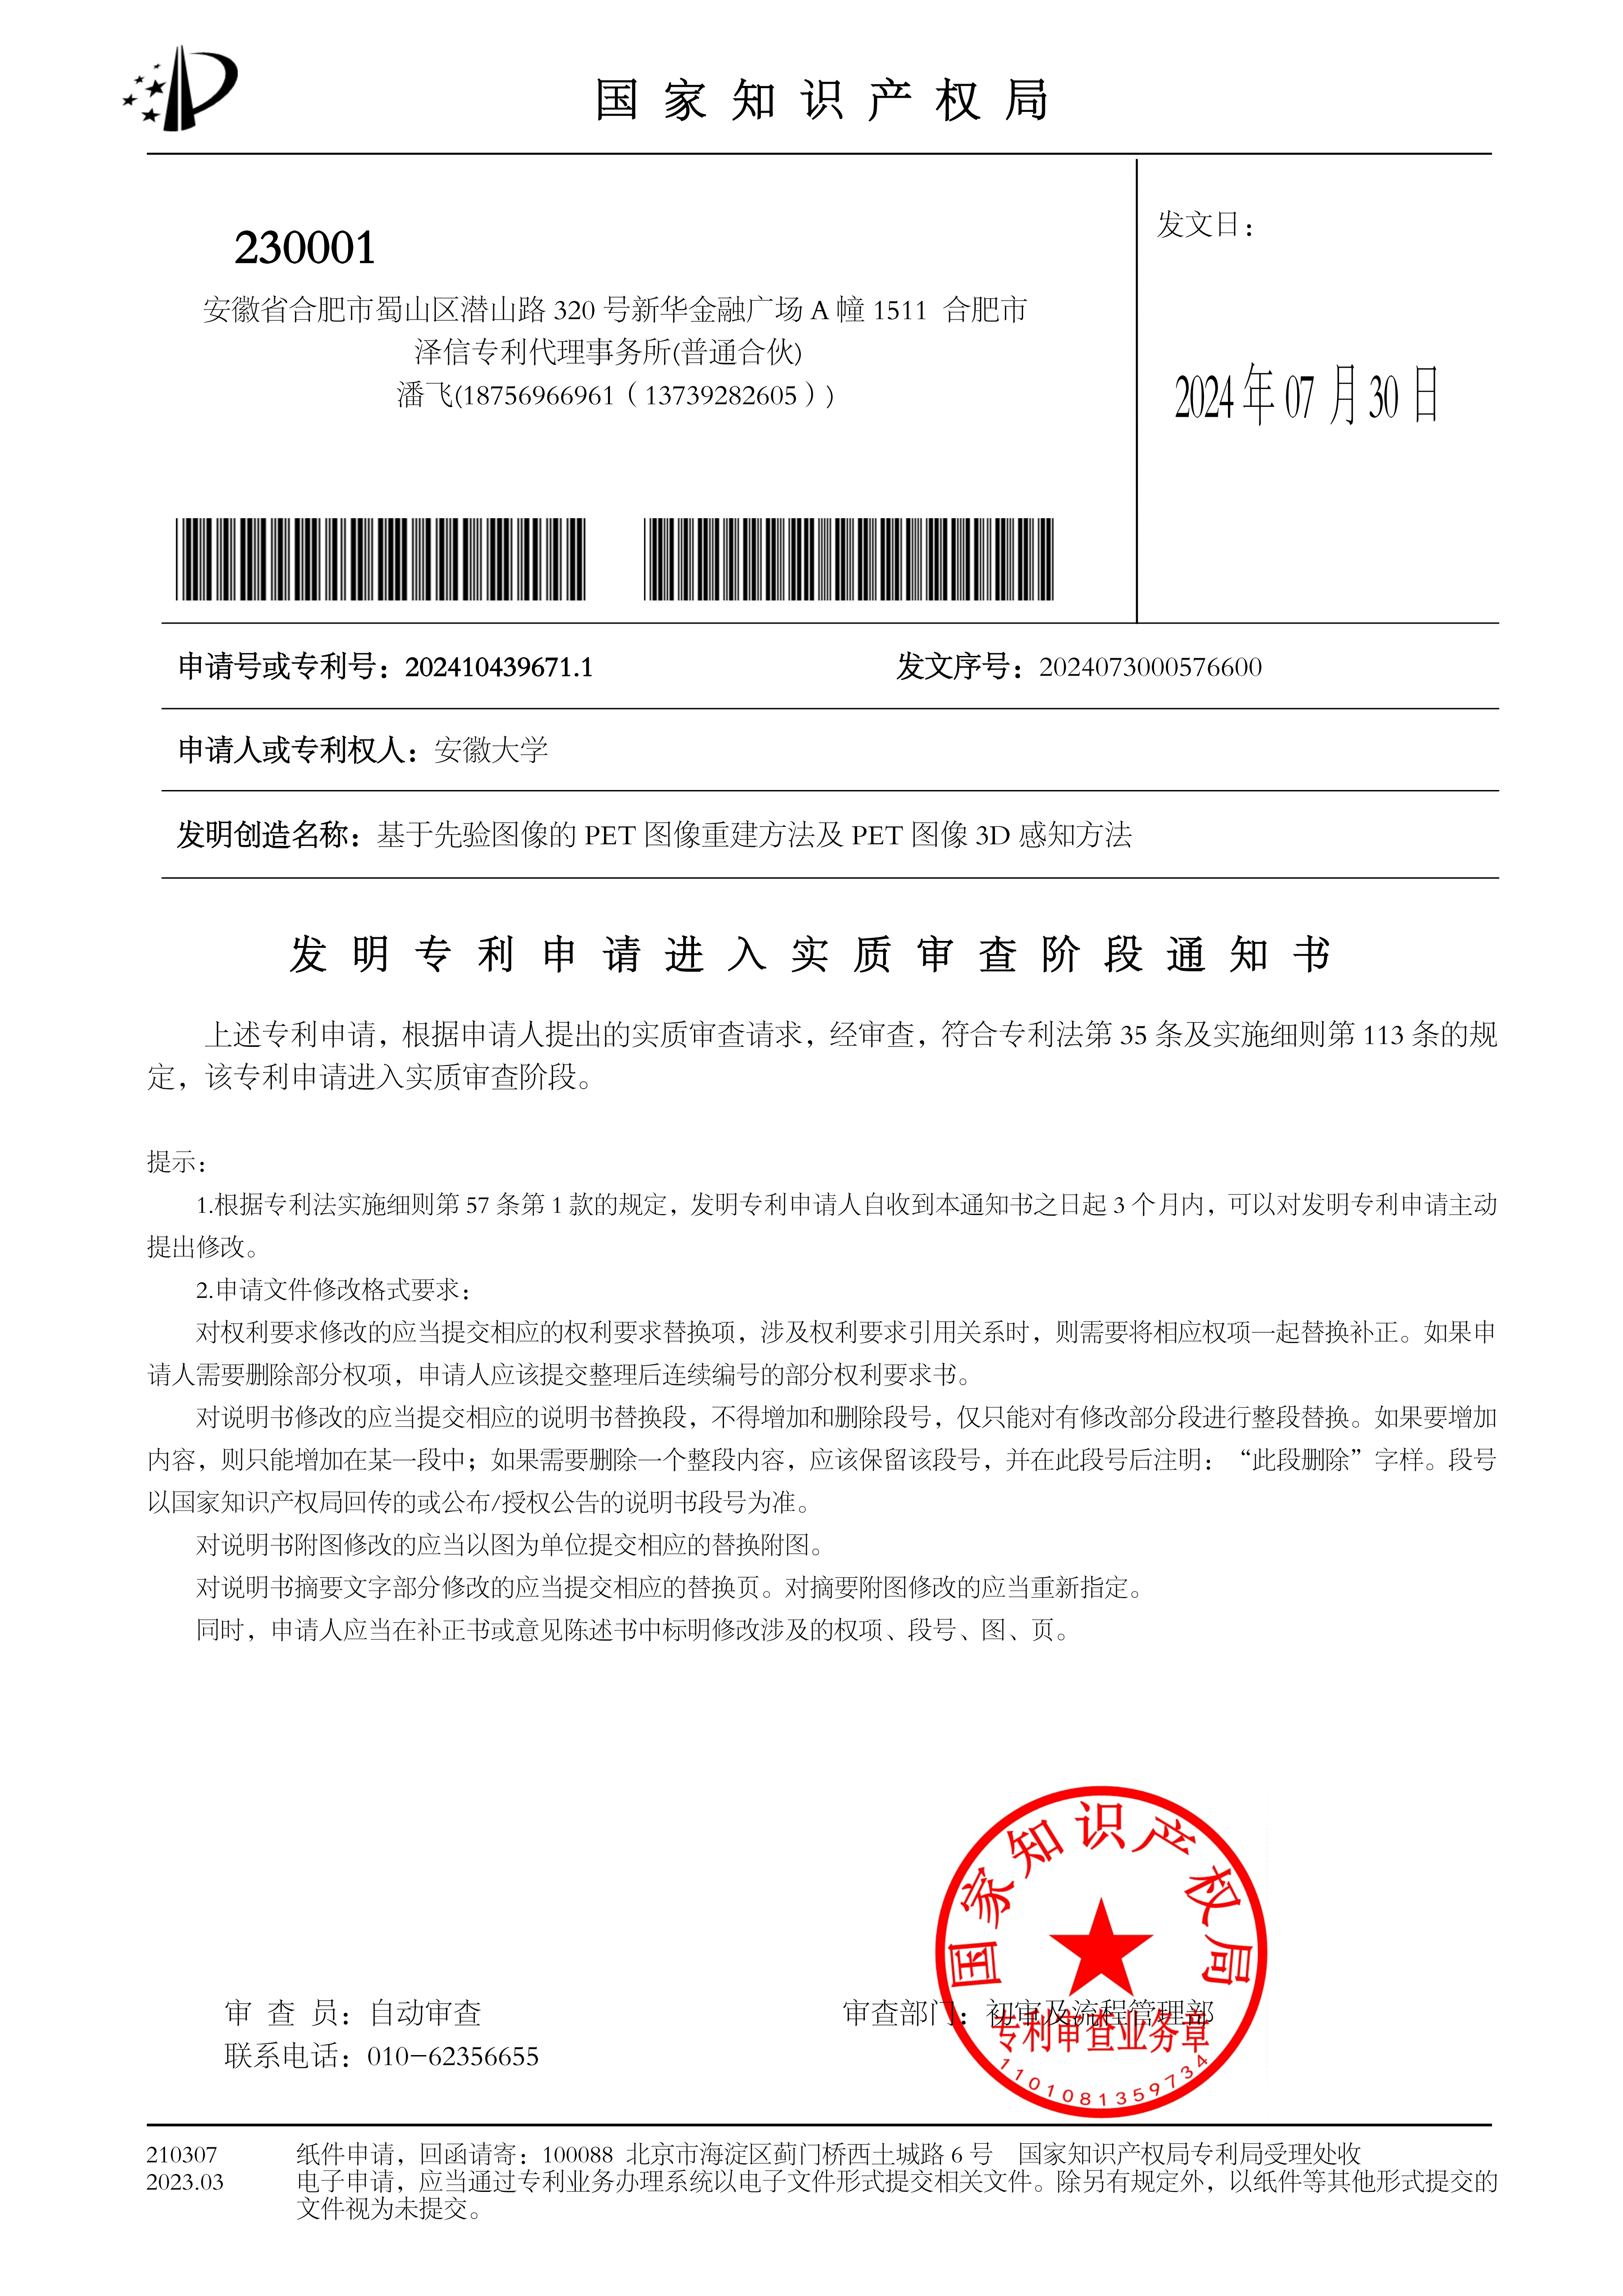 国家知识产权局
230001
发文日：
安徽省合肥市蜀山区潜山路 320 号新华金融广场 A 幢 1511 合肥市
泽信专利代理事务所(普通合伙)
潘飞(18756966961（13739282605）)
2024 年 07 月 30 日
申请号或专利号：202410439671.1 发文序号：2024073000576600
申请人或专利权人：安徽大学
发明创造名称：基于先验图像的 PET 图像重建方法及 PET 图像 3D 感知方法
发明专利申请进入实质审查阶段通知书
上述专利申请，根据申请人提出的实质审查请求，经审查，符合专利法第 35 条及实施细则第 113 条的规
定，该专利申请进入实质审查阶段。
提示：
1.根据专利法实施细则第 57 条第 1 款的规定，发明专利申请人自收到本通知书之日起 3 个月内，可以对发明专利申请主动
提出修改。
2.申请文件修改格式要求：
对权利要求修改的应当提交相应的权利要求替换项，涉及权利要求引用关系时，则需要将相应权项一起替换补正。如果申
请人需要删除部分权项，申请人应该提交整理后连续编号的部分权利要求书。
对说明书修改的应当提交相应的说明书替换段，不得增加和删除段号，仅只能对有修改部分段进行整段替换。如果要增加
内容，则只能增加在某一段中；如果需要删除一个整段内容，应该保留该段号，并在此段号后注明：“此段删除”字样。段号
以国家知识产权局回传的或公布/授权公告的说明书段号为准。
对说明书附图修改的应当以图为单位提交相应的替换附图。
对说明书摘要文字部分修改的应当提交相应的替换页。对摘要附图修改的应当重新指定。
同时，申请人应当在补正书或意见陈述书中标明修改涉及的权项、段号、图、页。
国家知识产权局
审 查 员：自动审查 审查部门：初审及流程管理部
专利审查业务章
联系电话：010-62356655
1101081359734
210307 纸件申请，回函请寄：100088 北京市海淀区蓟门桥西土城路 6 号 国家知识产权局专利局受理处收
2023.03 电子申请，应当通过专利业务办理系统以电子文件形式提交相关文件。除另有规定外，以纸件等其他形式提交的
文件视为未提交。